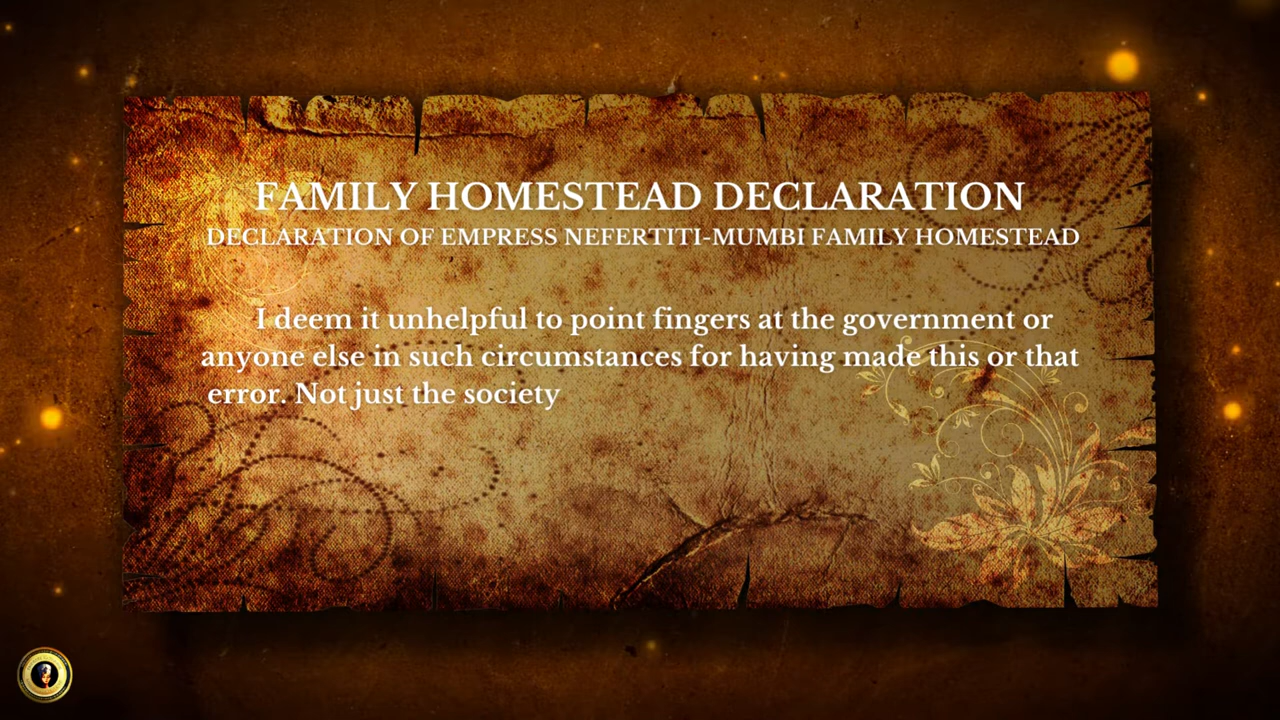 FAMILY HOMESTEAD DECLARATION
DECLARATION OF EMPRESS NEFERTITI-MUMBI FAMILY HOMESTEAD
I deem it unhelpful to point fingers at the government or
anyone else in such circumstances for having made this or that
error. Not just the society